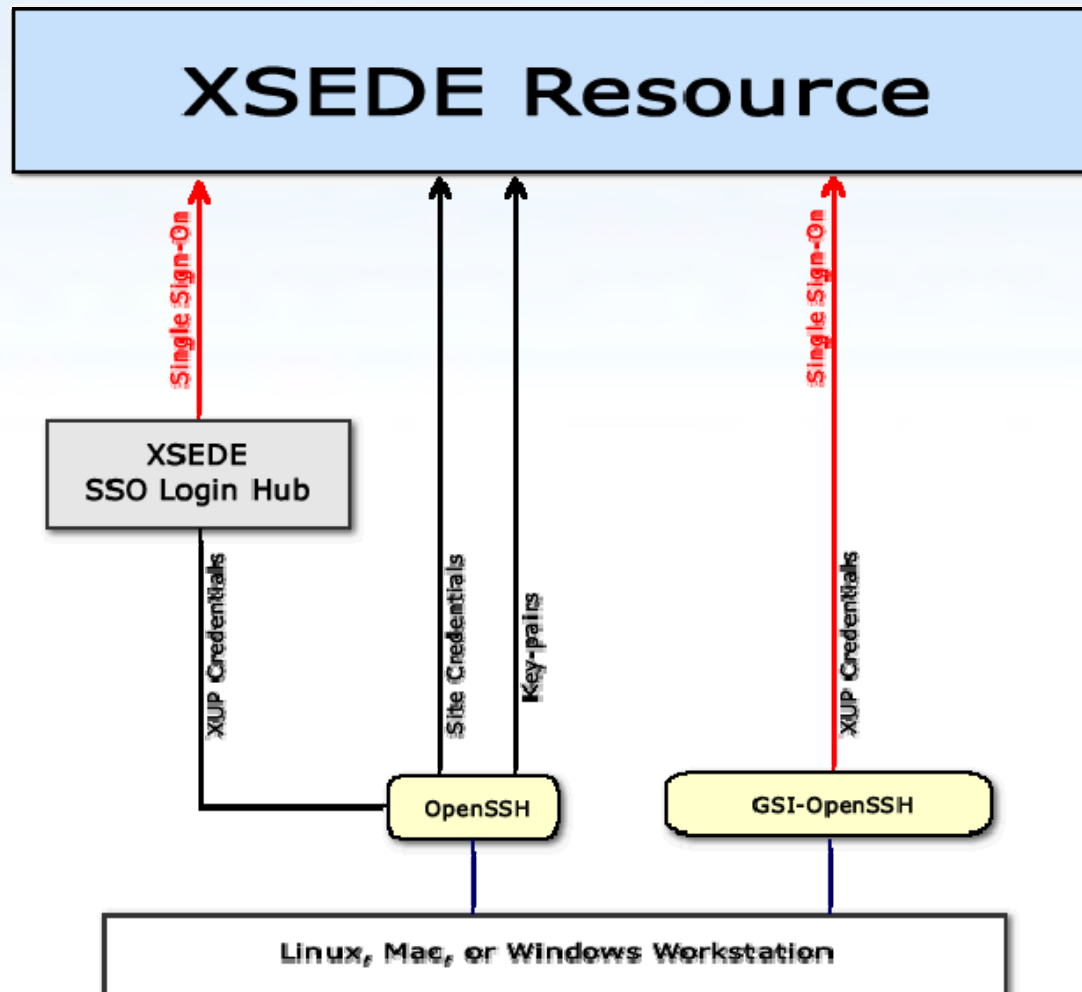 XSEDE Resource
Single Sign-On
Single Sign-On
XSEDE
SSO Login Hub
XUP Credentials
Site Credentials
Key-pairs
XUP Credentials
OpenSSH
GSI-OpenSSH
Linux, Mac, or Windows Workstation